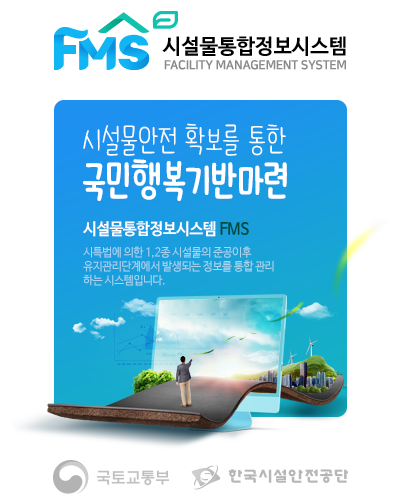 FMS 시설물통합정보시스템
FACILITY MANAGEMENT SYSTEM
시설물안전 확보를 통한
국민행복기반마련
시설물통합정보시스템 FMS
시특법에 의한 1,2종 시설물의 준공이후
유지관리단계에서 발생되는 정보를 통합 관리
하는 시스템입니다.
국토교통부 한국시설안전공단